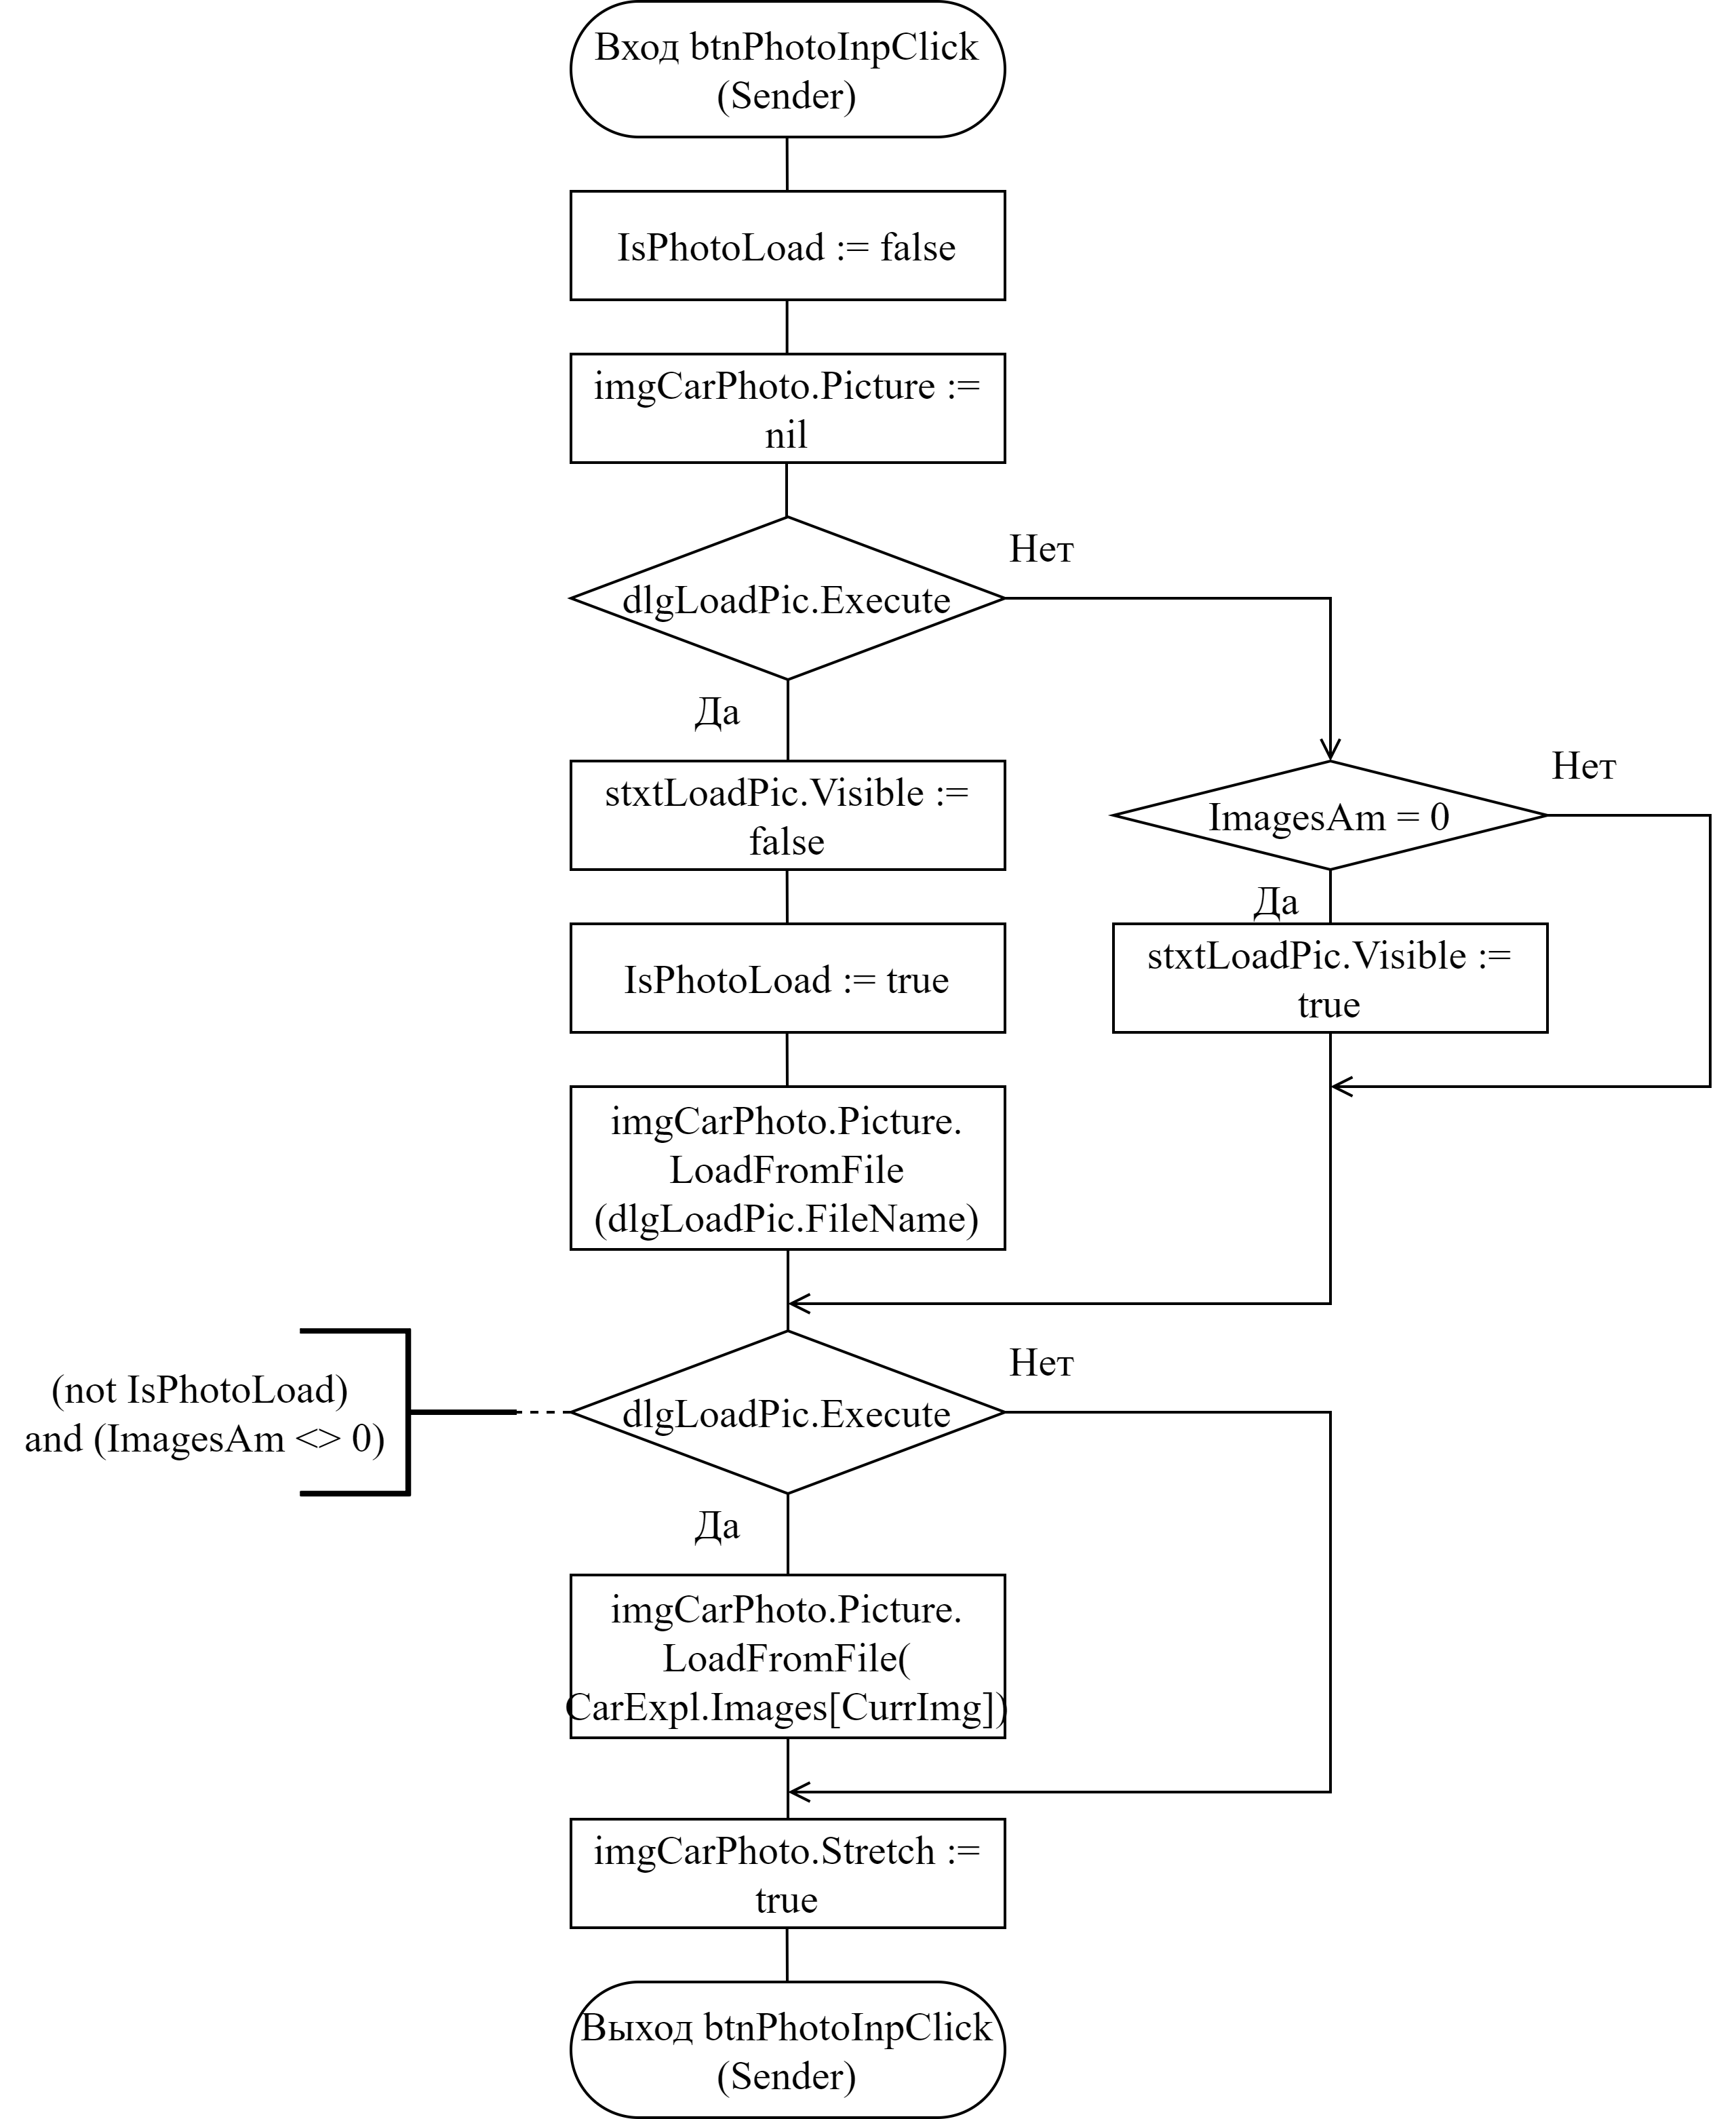 Вход btnPhotoInpClick
(Sender)
IsPhotoLoad := false
imgCarPhoto.Picture :=
nil
dlgLoadPic.Execute
Нет
Да
stxtLoadPic.Visible :=
false
ImagesAm = 0
Нет
Да
stxtLoadPic.Visible :=
true
IsPhotoLoad := true
imgCarPhoto.Picture.
LoadFromFile
(dlgLoadPic.FileName)
(not IsPhotoLoad)
and (ImagesAm <> 0)
dlgLoadPic.Execute
Нет
Да
imgCarPhoto.Picture.
LoadFromFile(
CarExpl.Images[CurrImg])
imgCarPhoto.Stretch :=
true
Выход btnPhotoInpClick
(Sender)